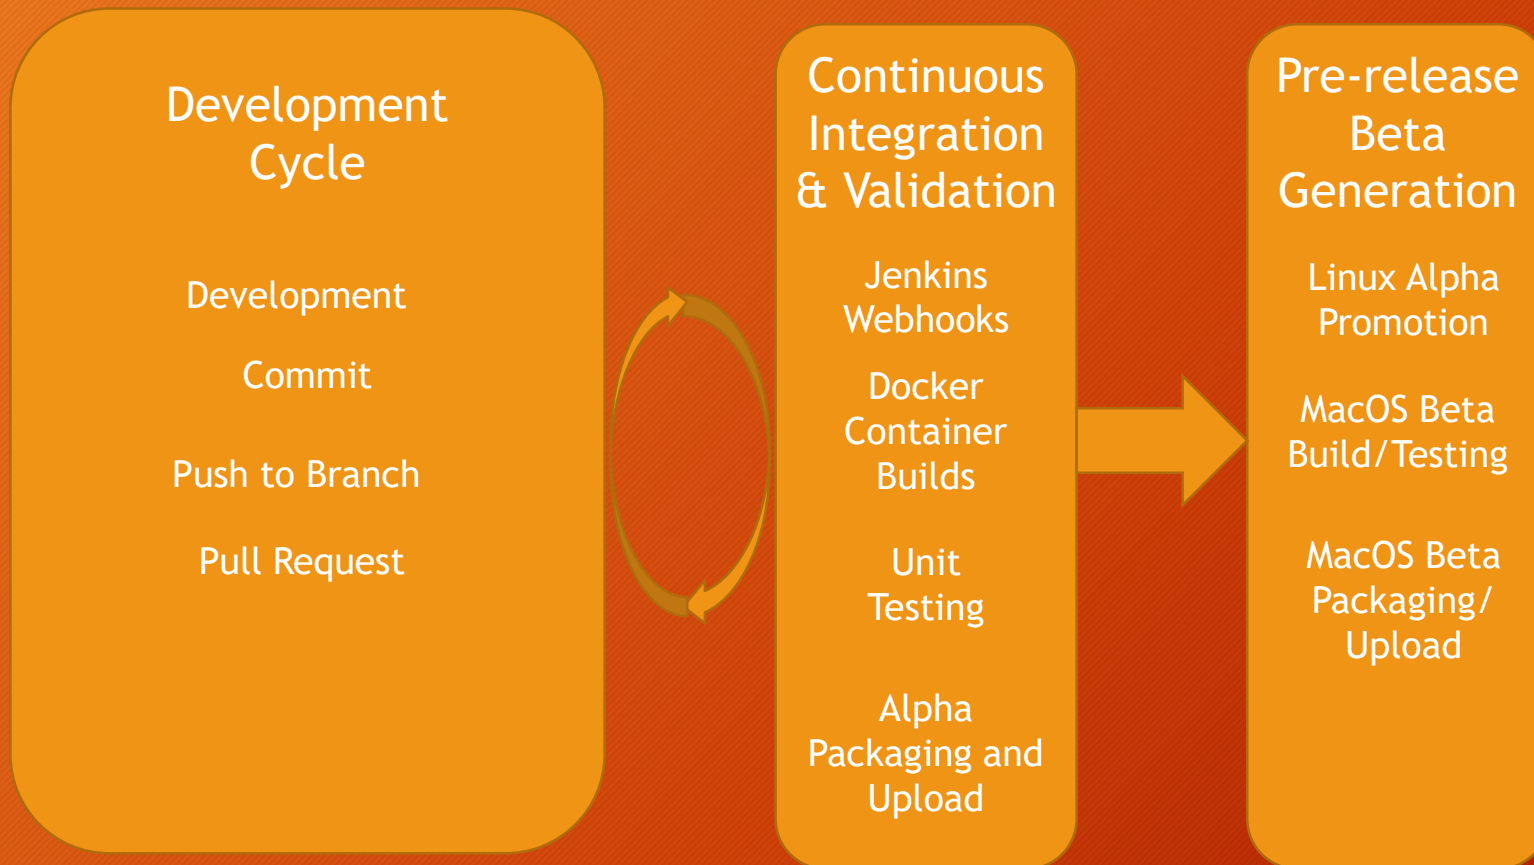 Development
Cycle
Development
Commit
Push to Branch
Pull Request
Continuous
Integration
& Validation
Jenkins
Webhooks
Docker
Container
Builds
Unit
Testing
Alpha
Packaging and
Upload
Pre-release
Beta
Generation
Linux Alpha
Promotion
MacOS Beta
Build/Testing
MacOS Beta
Packaging/
Upload